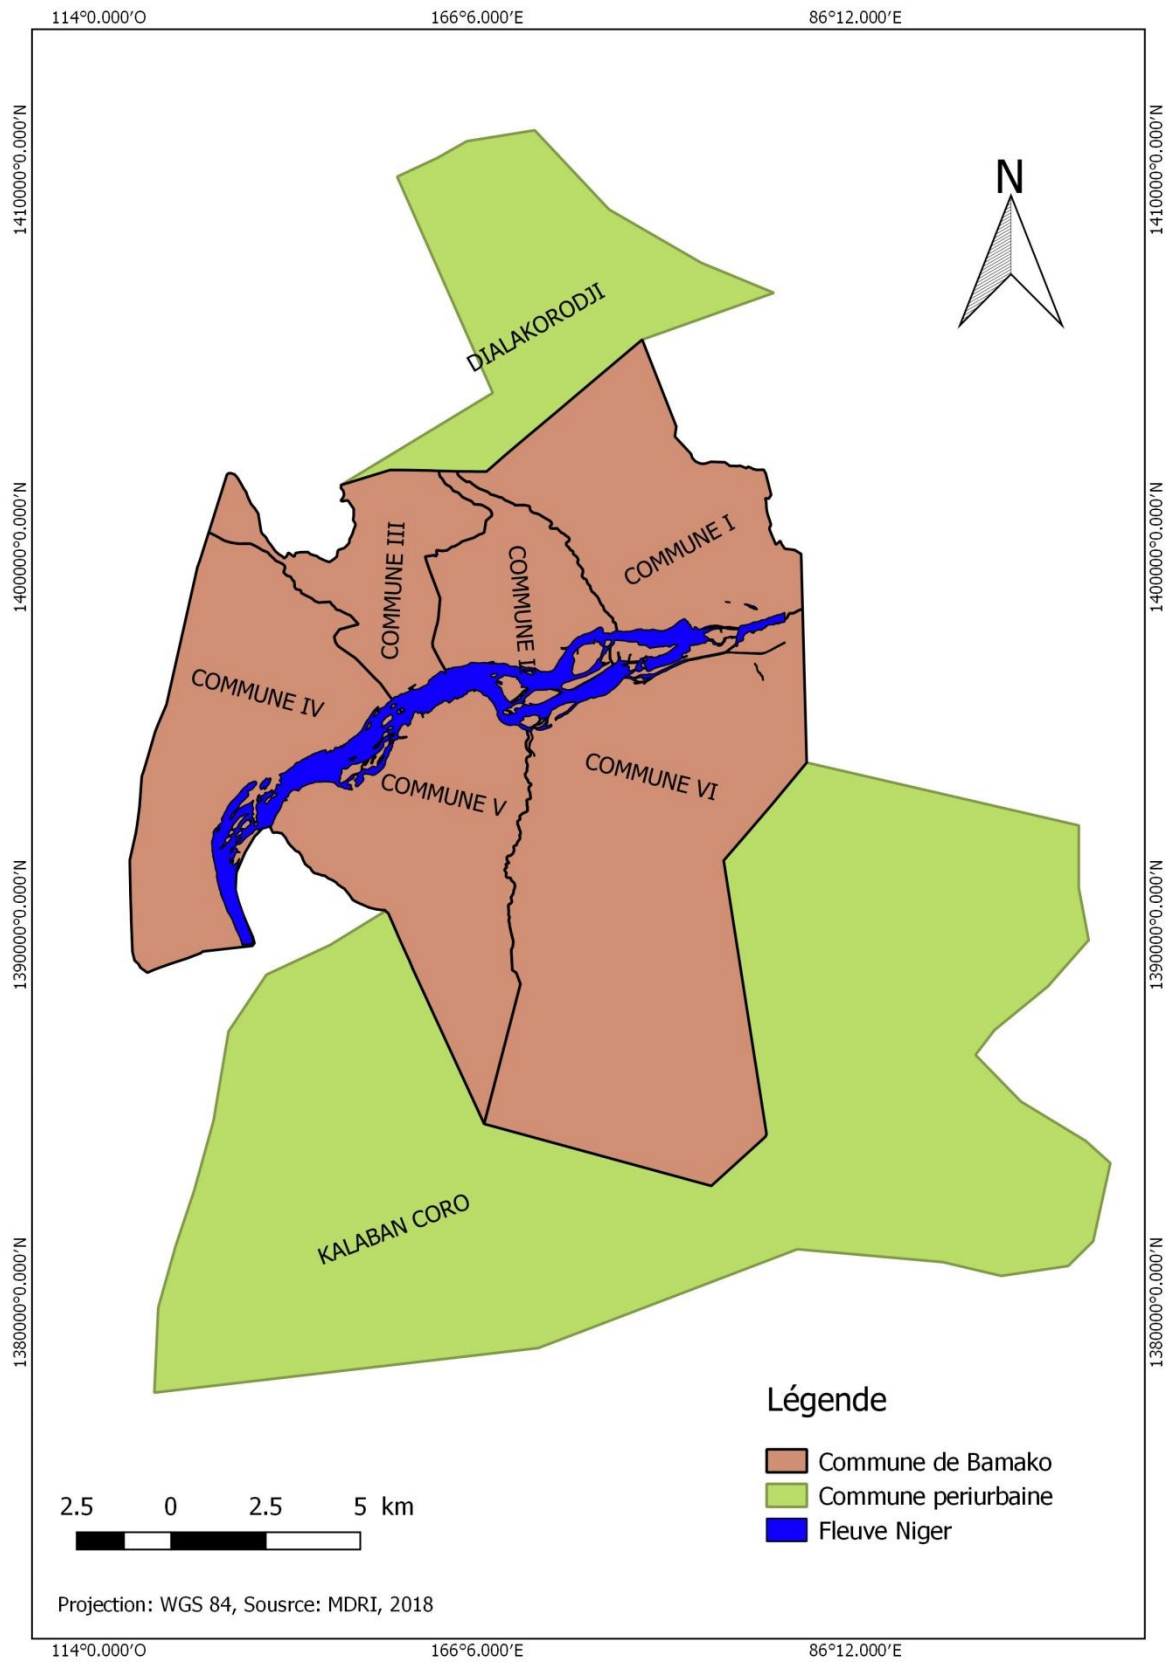 114°0.000'O 166°6.000'E 86°12.000'E
1410000°0.000'N 1410000°0.000'N
N
DIALAKORODJI
1400000°0.000'N 1400000°0.000'N
COMMUNE I
COMMUNE III
COMMUNE II
COMMUNE IV
COMMUNE VI
COMMUNE V
1390000°0.000'N 1390000°0.000'N
KALABAN CORO
1380000°0.000'N 1380000°0.000'N
Légende
Commune de Bamako
Commune periurbaine
Fleuve Niger
2.5 0 2.5 5 km
Projection: WGS 84, Sousrce: MDRI, 2018
114°0.000'O 166°6.000'E 86°12.000'E